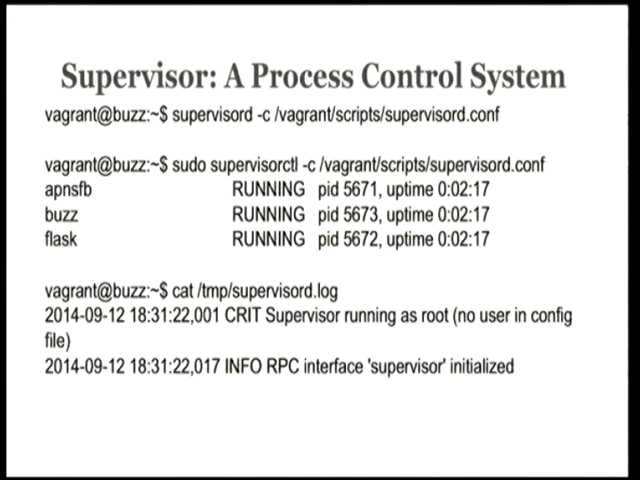 Supervisor: A Process Control System
vagrant@buzz:~$ supervisord -c /vagrant/scripts/supervisord.conf
vagrant@buzz:~$ sudo supervisorctl -c /vagrant/scripts/supervisord.conf
apnsfb RUNNING pid 5671, uptime 0:02:17
buzz RUNNING pid 5673, uptime 0:02:17
flask RUNNING pid 5672, uptime 0:02:17
vagrant@buzz:~$ cat /tmp/supervisord.log
2014-09-12 18:31:22,001 CRIT Supervisor running as root (no user in config
file)
2014-09-12 18:31:22,017 INFO RPC interface 'supervisor' initialized